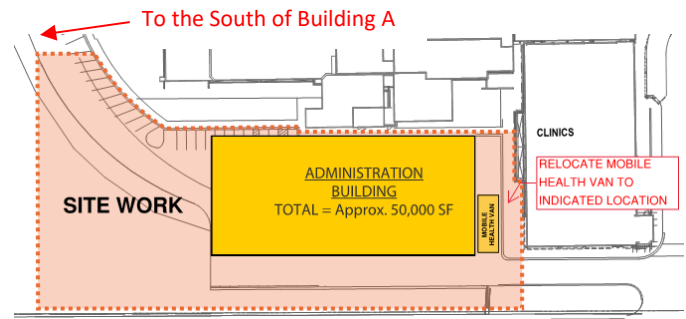 To the South of Building A
CLINICS
RELOCATE MOBILE
HEALTH VAN TO
INDICATED LOCATION
ADMINISTRATION
BUILDING
TOTAL = Approx. 50,000 SF
SITE WORK
MOBILE
HEALTH VAN